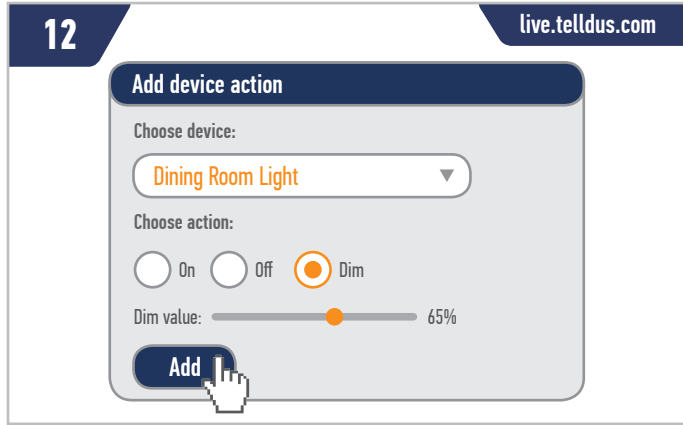 12
live.telldus.com
Add device action
Choose device:
Dining Room Light
Choose action:
On Off Dim
Dim value: 65%
Add